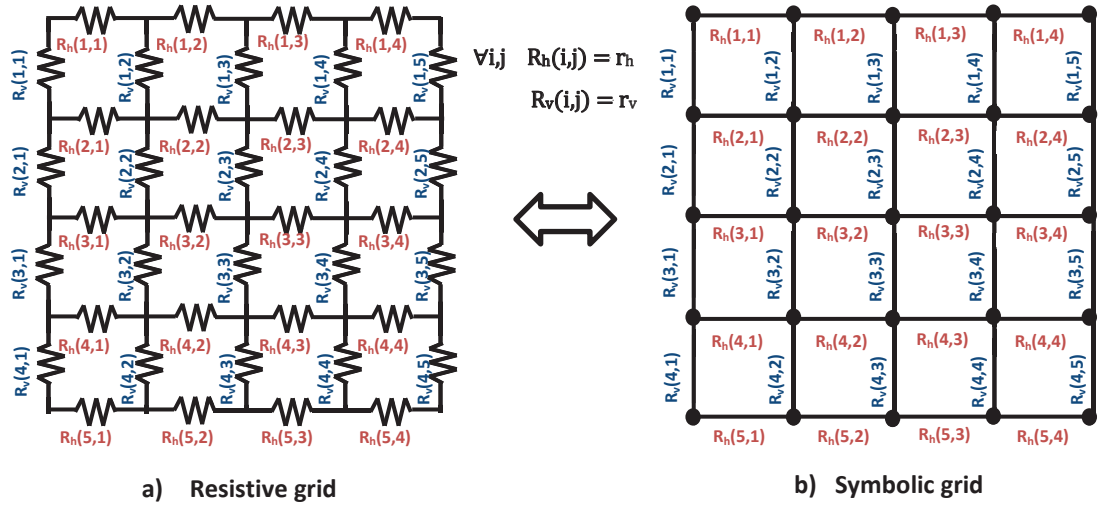 Rₕ(1,1) Rₕ(1,2) Rₕ(1,3) Rₕ(1,4)
Rᵥ(1,1) Rᵥ(1,2) Rᵥ(1,3) Rᵥ(1,4) Rᵥ(1,5)
Rₕ(2,1) Rₕ(2,2) Rₕ(2,3) Rₕ(2,4)
Rᵥ(2,1) Rᵥ(2,2) Rᵥ(2,3) Rᵥ(2,4) Rᵥ(2,5)
Rₕ(3,1) Rₕ(3,2) Rₕ(3,3) Rₕ(3,4)
Rᵥ(3,1) Rᵥ(3,2) Rᵥ(3,3) Rᵥ(3,4) Rᵥ(3,5)
Rₕ(4,1) Rₕ(4,2) Rₕ(4,3) Rₕ(4,4)
Rᵥ(4,1) Rᵥ(4,2) Rᵥ(4,3) Rᵥ(4,4) Rᵥ(4,5)
Rₕ(5,1) Rₕ(5,2) Rₕ(5,3) Rₕ(5,4)
a) Resistive grid
∀i,j Rₕ(i,j) = rₕ
Rᵥ(i,j) = rᵥ
Rₕ(1,1) Rₕ(1,2) Rₕ(1,3) Rₕ(1,4)
Rᵥ(1,1) Rᵥ(1,2) Rᵥ(1,3) Rᵥ(1,4) Rᵥ(1,5)
Rₕ(2,1) Rₕ(2,2) Rₕ(2,3) Rₕ(2,4)
Rᵥ(2,1) Rᵥ(2,2) Rᵥ(2,3) Rᵥ(2,4) Rᵥ(2,5)
Rₕ(3,1) Rₕ(3,2) Rₕ(3,3) Rₕ(3,4)
Rᵥ(3,1) Rᵥ(3,2) Rᵥ(3,3) Rᵥ(3,4) Rᵥ(3,5)
Rₕ(4,1) Rₕ(4,2) Rₕ(4,3) Rₕ(4,4)
Rᵥ(4,1) Rᵥ(4,2) Rᵥ(4,3) Rᵥ(4,4) Rᵥ(4,5)
Rₕ(5,1) Rₕ(5,2) Rₕ(5,3) Rₕ(5,4)
b) Symbolic grid